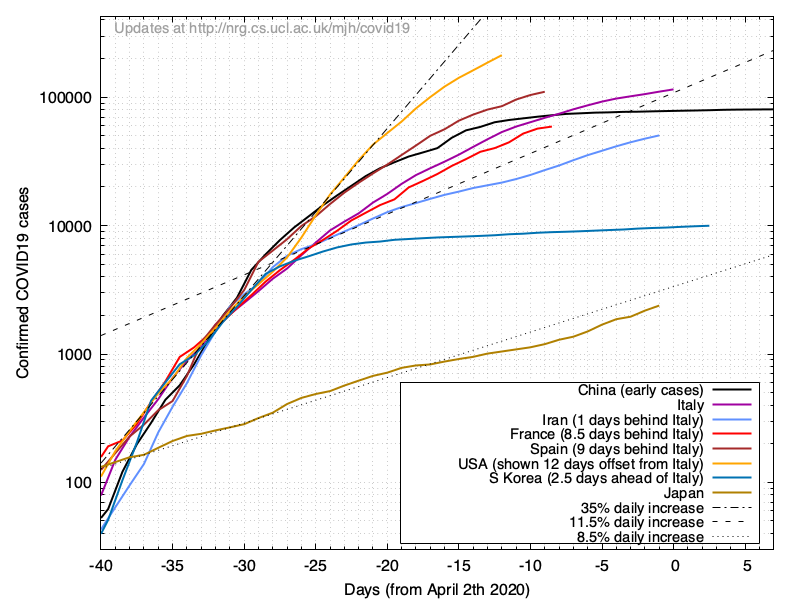 Updates at http://nrg.cs.ucl.ac.uk/mjh/covid19
100000
10000
1000
100
Confirmed COVID19 cases
China (early cases)
Italy
Iran (1 days behind Italy)
France (8.5 days behind Italy)
Spain (9 days behind Italy)
USA (shown 12 days offset from Italy)
S Korea (2.5 days ahead of Italy)
Japan
35% daily increase
11.5% daily increase
8.5% daily increase
-40 -35 -30 -25 -20 -15 -10 -5 0 5
Days (from April 2th 2020)